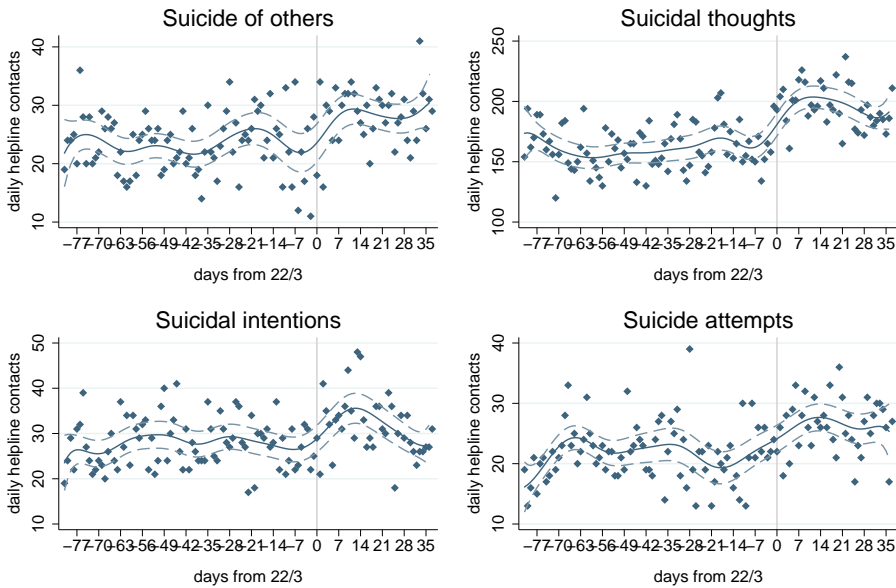 Suicide of others
Suicidal thoughts
daily helpline contacts
40
30
20
10
−77 −70 −63 −56 −49 −42 −35 −28 −21 −14 −7 0 7 14 21 28 35
days from 22/3
daily helpline contacts
250
200
150
100
−77 −70 −63 −56 −49 −42 −35 −28 −21 −14 −7 0 7 14 21 28 35
days from 22/3
Suicidal intentions
Suicide attempts
daily helpline contacts
50
40
30
20
10
−77 −70 −63 −56 −49 −42 −35 −28 −21 −14 −7 0 7 14 21 28 35
days from 22/3
daily helpline contacts
40
30
20
10
−77 −70 −63 −56 −49 −42 −35 −28 −21 −14 −7 0 7 14 21 28 35
days from 22/3